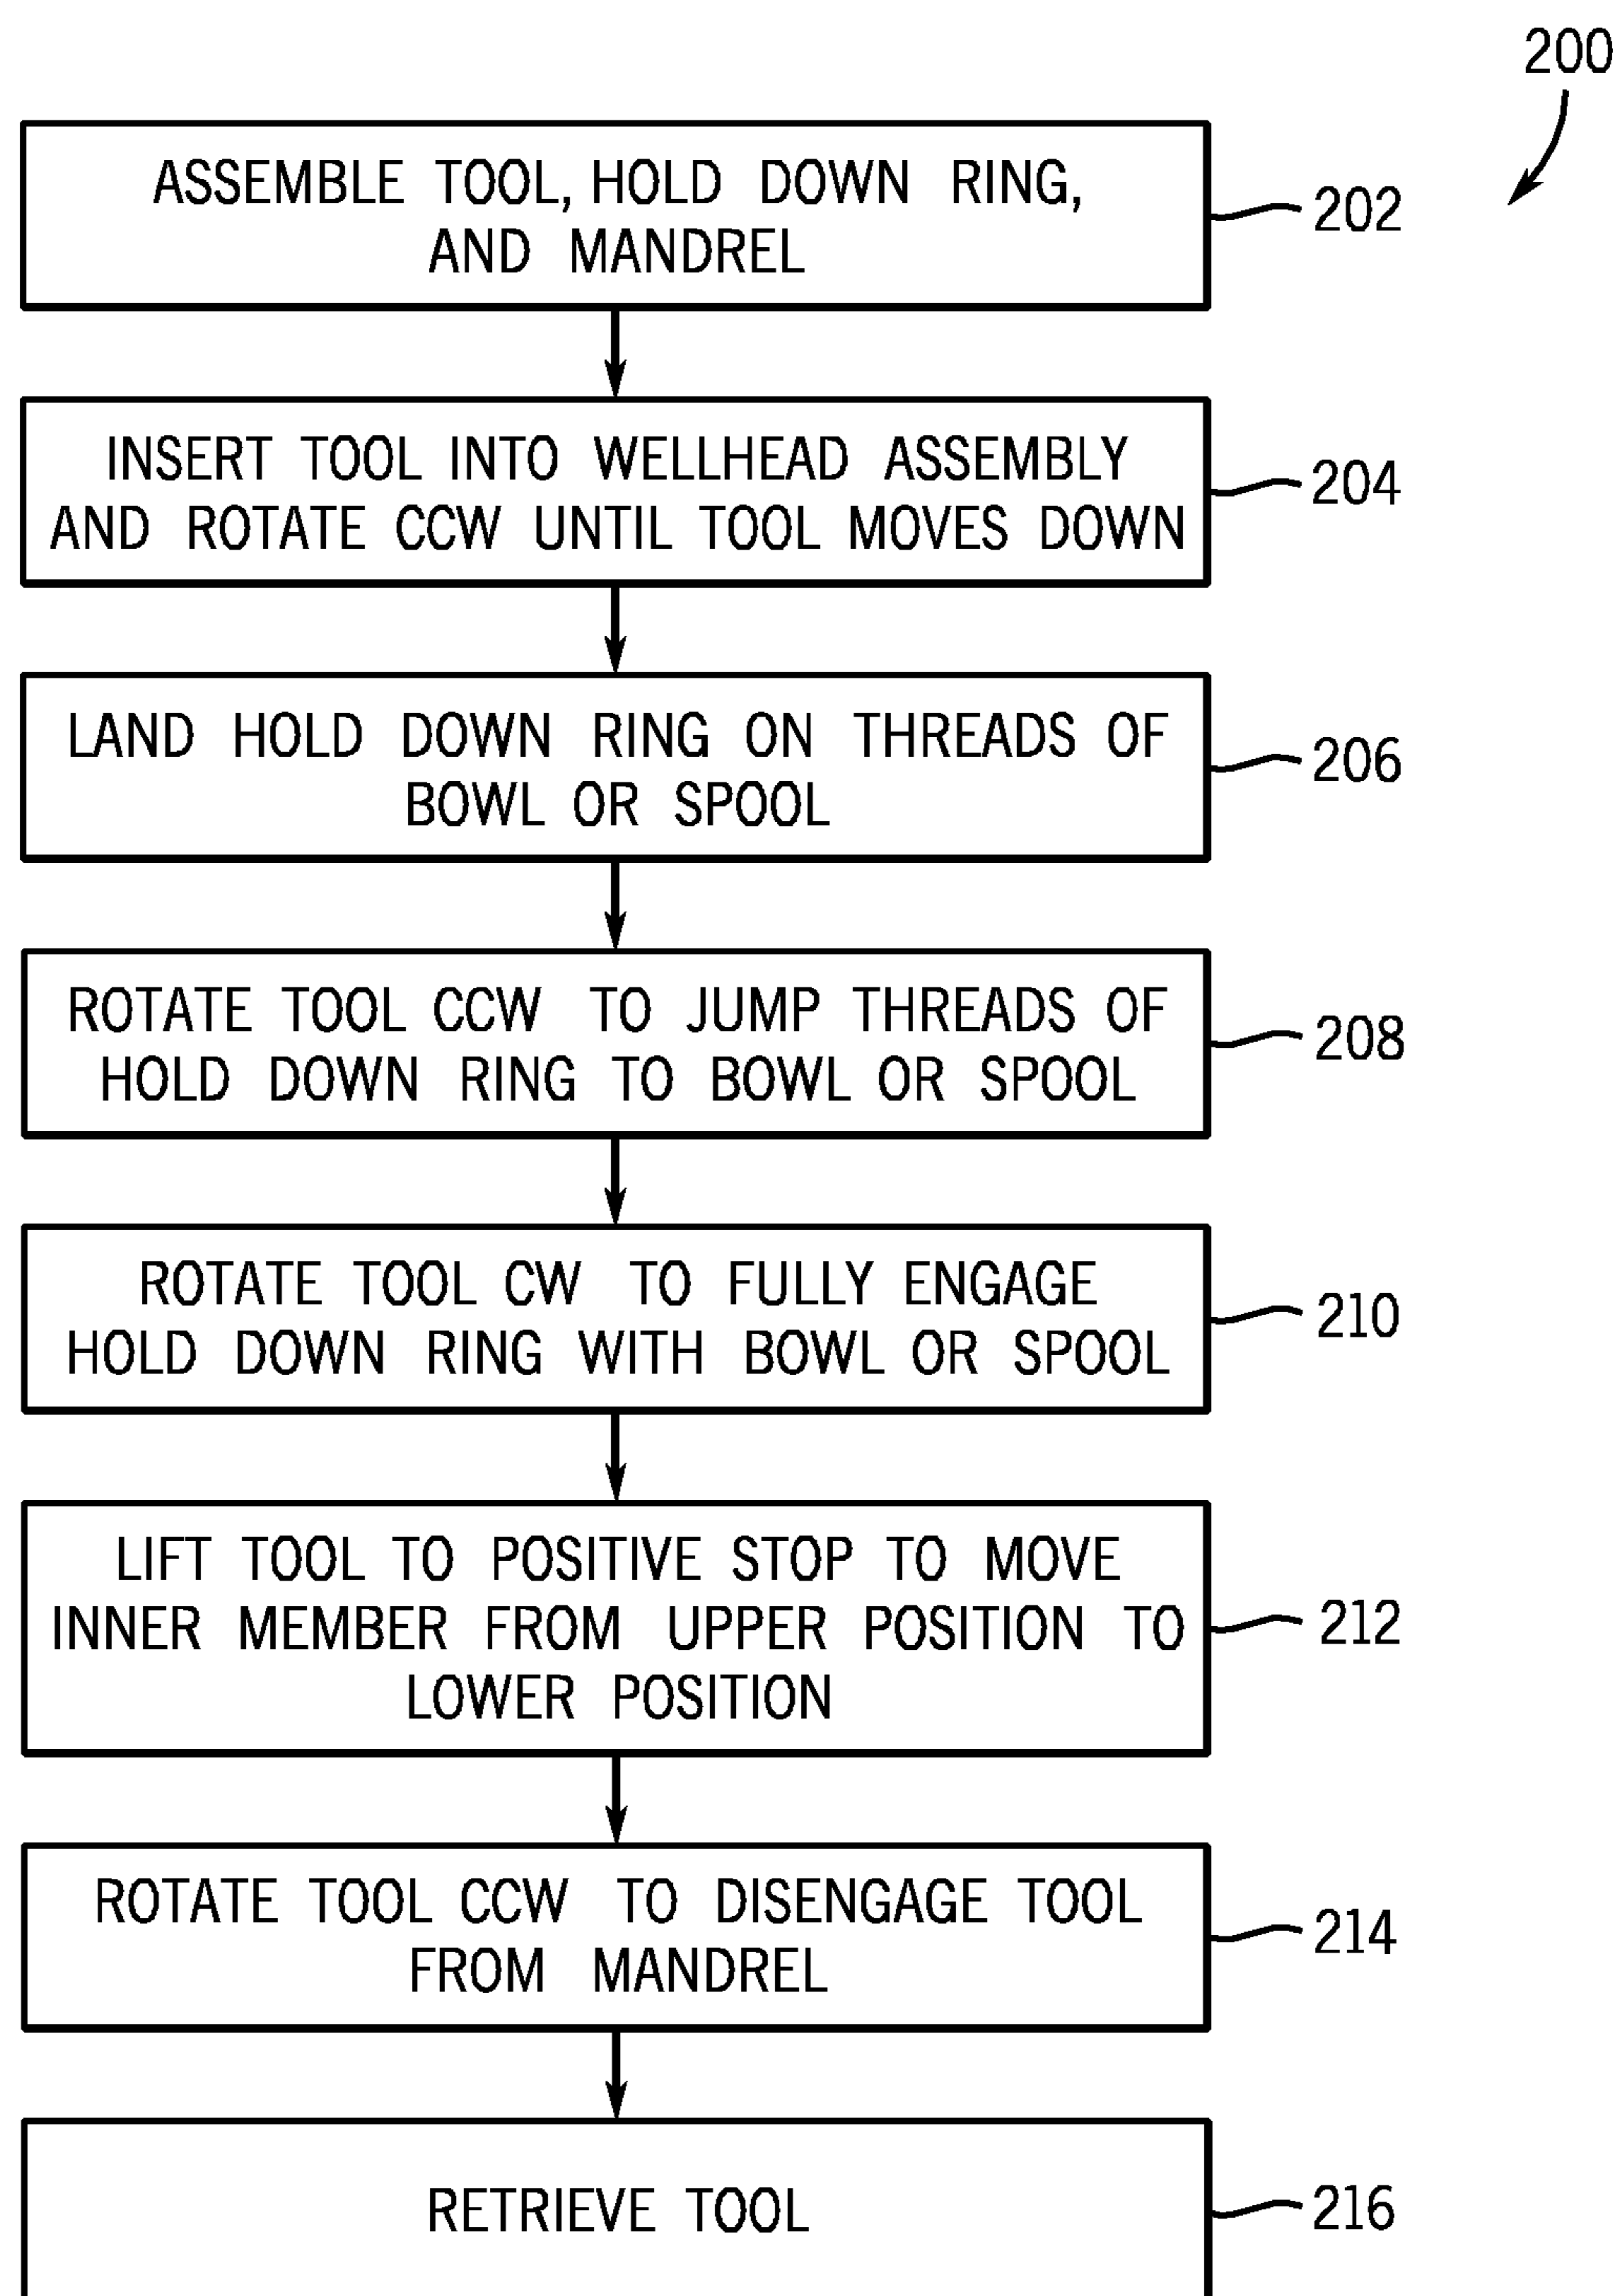 200
ASSEMBLE TOOL, HOLD DOWN RING,
AND MANDREL
202
INSERT TOOL INTO WELLHEAD ASSEMBLY
AND ROTATE CCW UNTIL TOOL MOVES DOWN
204
LAND HOLD DOWN RING ON THREADS OF
BOWL OR SPOOL
206
ROTATE TOOL CCW TO JUMP THREADS OF
HOLD DOWN RING TO BOWL OR SPOOL
208
ROTATE TOOL CW TO FULLY ENGAGE
HOLD DOWN RING WITH BOWL OR SPOOL
210
LIFT TOOL TO POSITIVE STOP TO MOVE
INNER MEMBER FROM UPPER POSITION TO
LOWER POSITION
212
ROTATE TOOL CCW TO DISENGAGE TOOL
FROM MANDREL
214
RETRIEVE TOOL
216